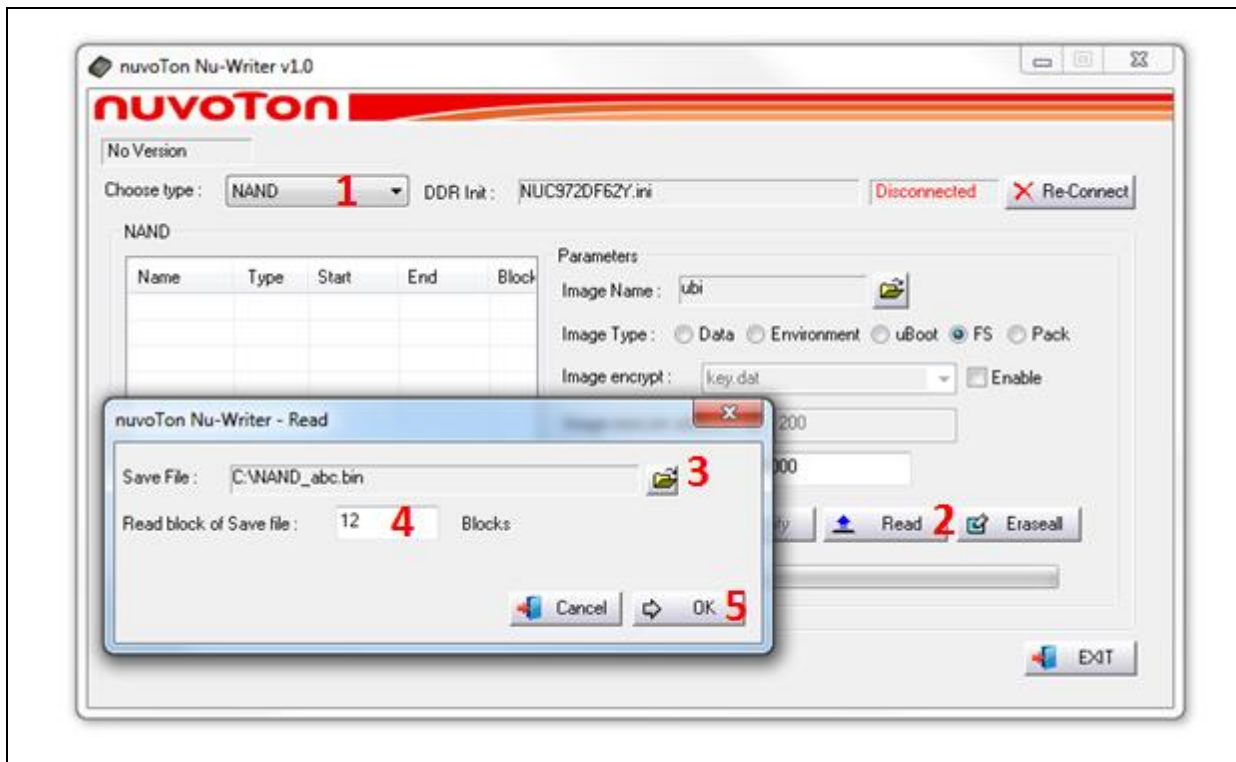 nuvoTon Nu-Writer v1.0
nuvoTon
No Version
Choose type : NAND 1 DDR Init : NUC972DF62Y.ini Disconnected Re-Connect
NAND
Name Type Start End Block
Parameters
Image Name : ubi
Image Type : Data Environment uBoot FS Pack
Image encrypt : key.dat Enable
200
000
Read 2 Eraseall
nuvoTon Nu-Writer - Read
Save File : C:\NAND_abc.bin 3
Read block of Save file : 12 4 Blocks
Cancel OK 5
EXIT